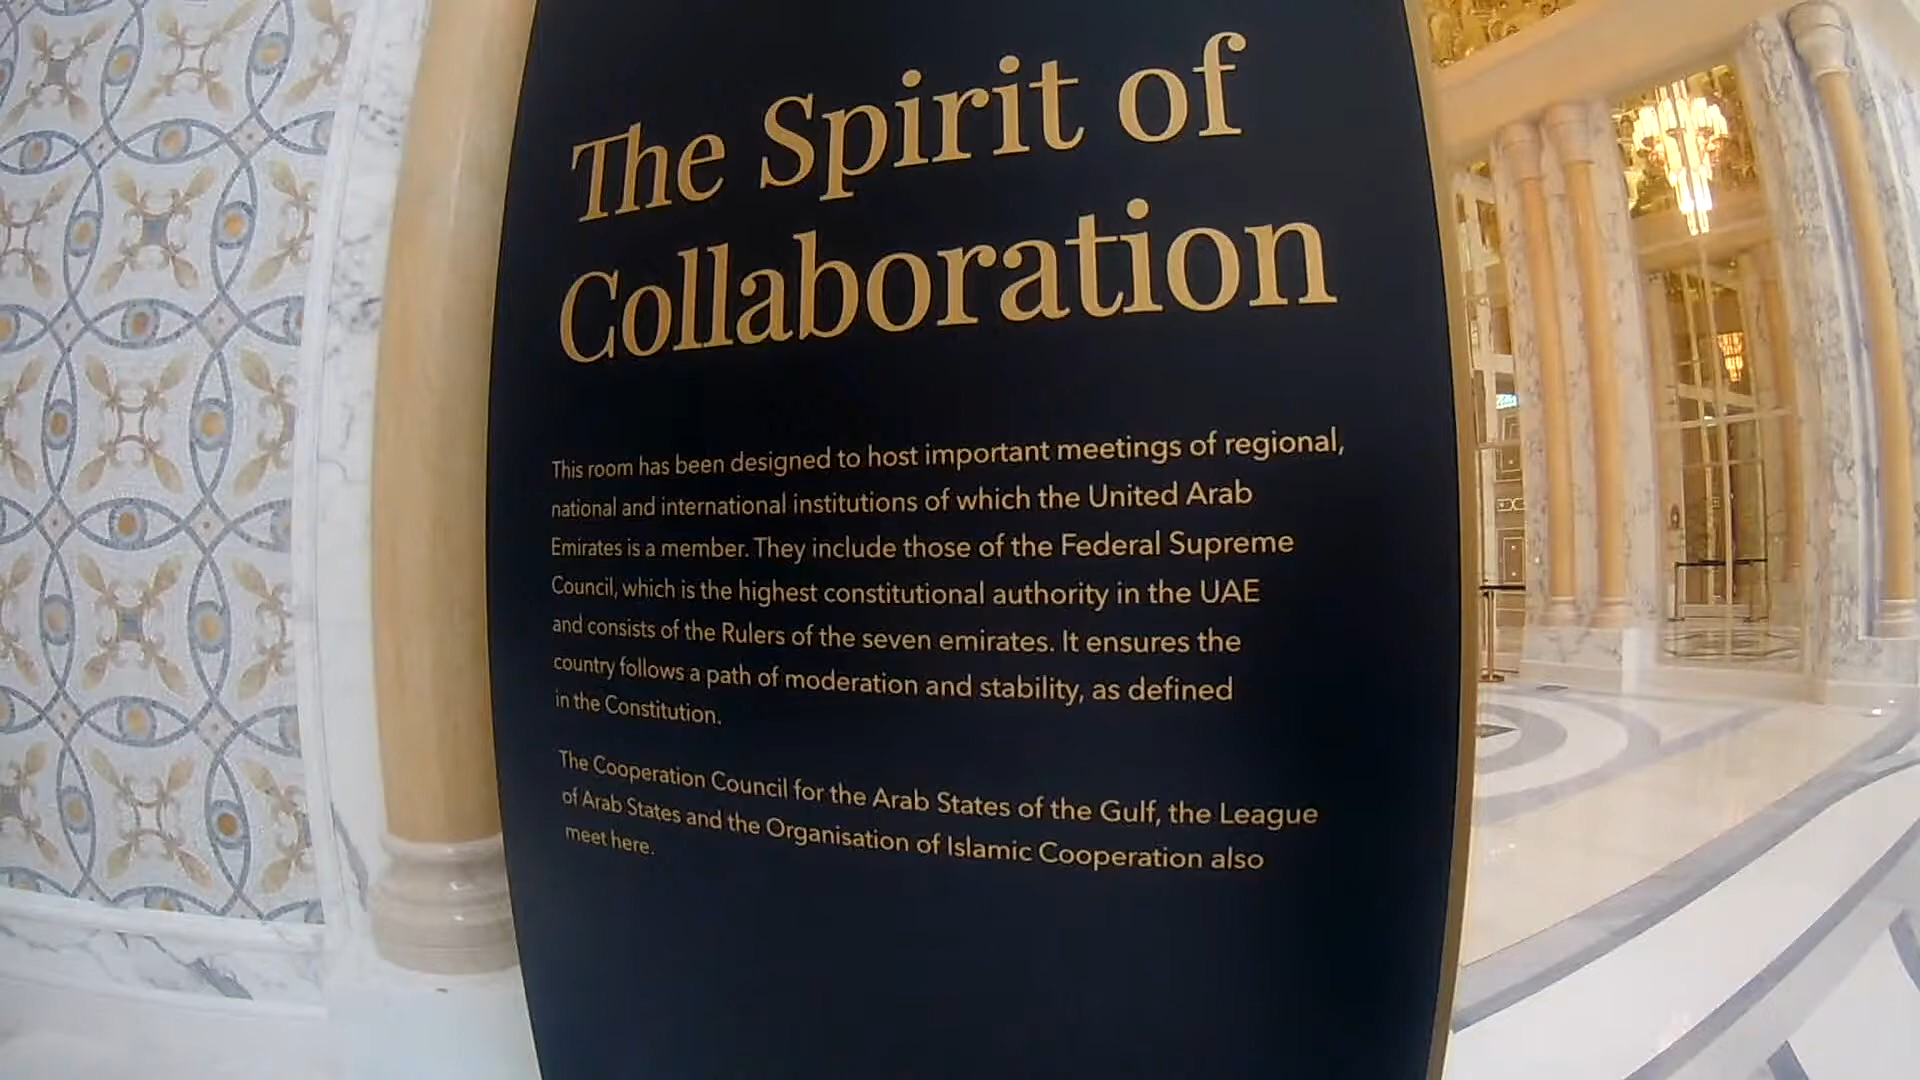 The Spirit of
Collaboration
This room has been designed to host important meetings of regional,
national and international institutions of which the United Arab
Emirates is a member. They include those of the Federal Supreme
Council, which is the highest constitutional authority in the UAE
and consists of the Rulers of the seven emirates. It ensures the
country follows a path of moderation and stability, as defined
in the Constitution.
The Cooperation Council for the Arab States of the Gulf, the League
of Arab States and the Organisation of Islamic Cooperation also
meet here.